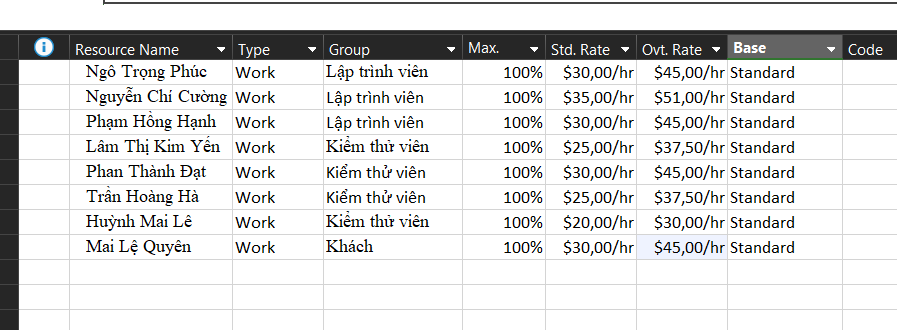 Resource Name Type Group Max. Std. Rate Ovt. Rate Base Code
Ngô Trọng Phúc Work Lập trình viên 100% $30,00/hr $45,00/hr Standard
Nguyễn Chí Cường Work Lập trình viên 100% $35,00/hr $51,00/hr Standard
Phạm Hồng Hạnh Work Lập trình viên 100% $30,00/hr $45,00/hr Standard
Lâm Thị Kim Yến Work Kiểm thử viên 100% $25,00/hr $37,50/hr Standard
Phan Thành Đạt Work Kiểm thử viên 100% $30,00/hr $45,00/hr Standard
Trần Hoàng Hà Work Kiểm thử viên 100% $25,00/hr $37,50/hr Standard
Huỳnh Mai Lê Work Kiểm thử viên 100% $20,00/hr $30,00/hr Standard
Mai Lệ Quyên Work Khách 100% $30,00/hr $45,00/hr Standard